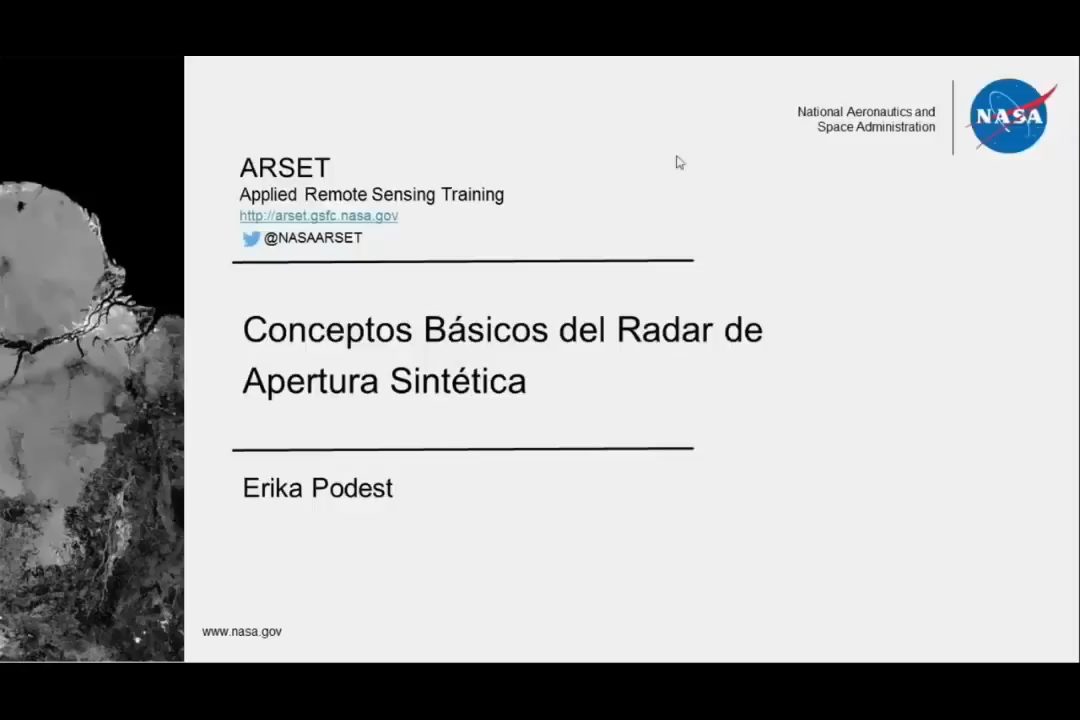 National Aeronautics and
Space Administration
NASA
ARSET
Applied Remote Sensing Training
http://arset.gsfc.nasa.gov
@NASAARSET
Conceptos Básicos del Radar de
Apertura Sintética
Erika Podest
www.nasa.gov